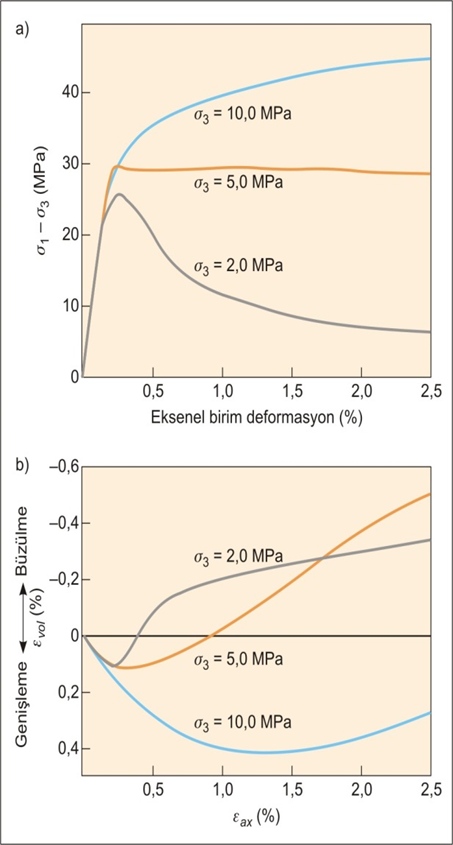 a)
40
30
20
10
0
σ1 – σ3 (MPa)
σ3 = 10,0 MPa
σ3 = 5,0 MPa
σ3 = 2,0 MPa
0,5 1,0 1,5 2,0 2,5
Eksenel birim deformasyon (%)
b)
–0,6
–0,4
–0,2
0
0,2
0,4
Genişleme ↔ Büzülme
εvol (%)
σ3 = 2,0 MPa
σ3 = 5,0 MPa
σ3 = 10,0 MPa
0,5 1,0 1,5 2,0 2,5
εax (%)